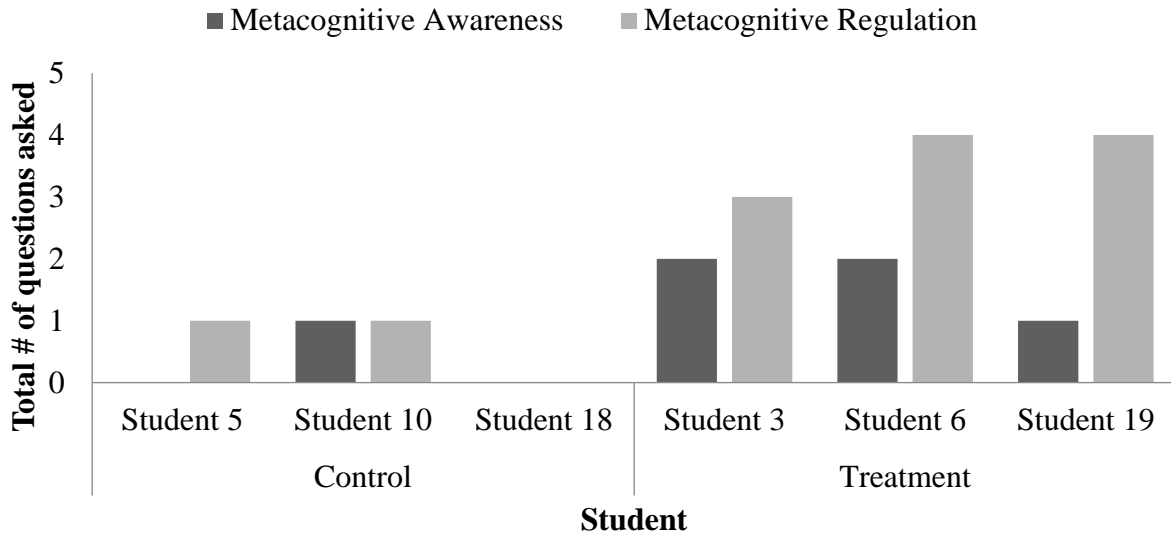 Metacognitive Awareness Metacognitive Regulation
Total # of questions asked
5
4
3
2
1
0
Student 5 Student 10 Student 18 Student 3 Student 6 Student 19
Control Treatment
Student